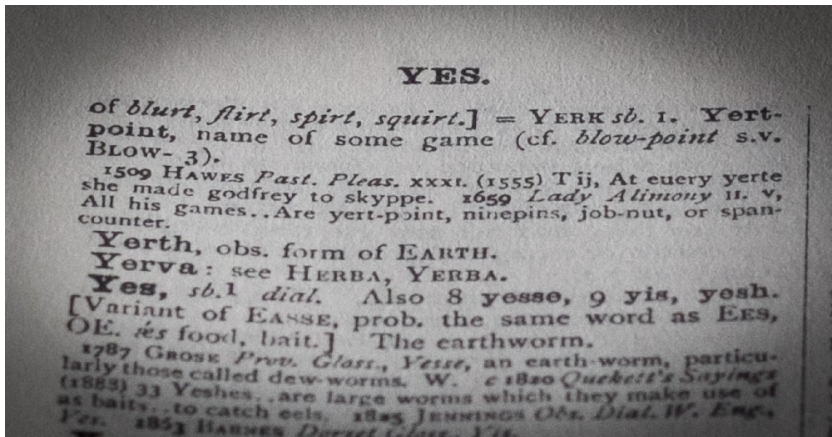 YES.
of blurt, flirt, spirt, squirt.] = YERK sb. 1. Yert-
point, name of some game (cf. blow-point s.v.
BLOW- 3).
1509 HAWES Past. Pleas. XXXI. (1555) T ij, At euery yerte
she made godfrey to skyppe. 1659 Lady Alimony II. v,
All his games..Are yert-point, ninepins, job-nut, or span-
counter.
Yerth, obs. form of EARTH.
Yerva: see HERBA, YERBA.
Yes, sb.1 dial. Also 8 yesse, 9 yis, yesh.
[Variant of EASSE, prob. the same word as EES,
OE. ǽs food, bait.] The earthworm.
1787 GROSE Prov. Gloss., Yesse, an earth-worm, particu-
larly those called dew-worms. W. c 1820 Quekett's Sayings
(1888) 33 Yeshes..are large worms which they make use of
as baits..to catch eels. 1825 JENNINGS Obs. Dial. W. Eng.,
Yes. 1863 BARNES Dorset Gloss., Yis.